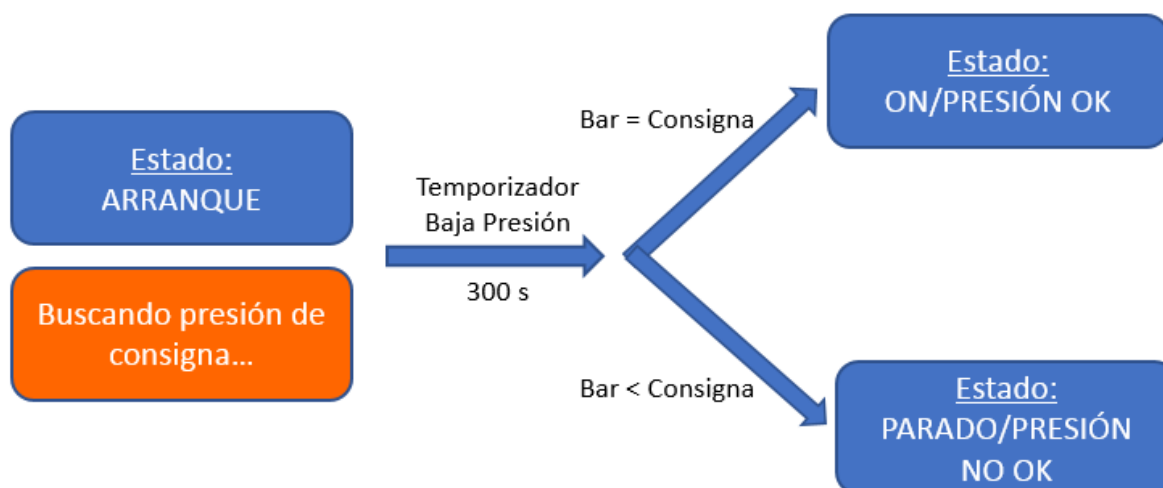 Estado:
ARRANQUE
Buscando presión de
consigna...
Temporizador
Baja Presión
300 s
Bar = Consigna
Estado:
ON/PRESIÓN OK
Bar < Consigna
Estado:
PARADO/PRESIÓN
NO OK